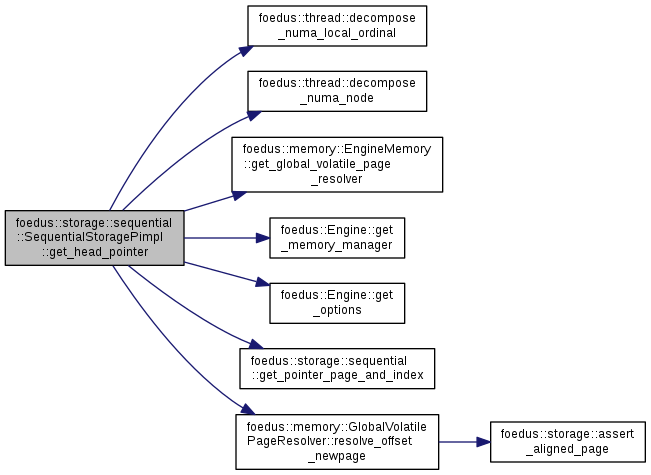 foedus::thread::decompose
_numa_local_ordinal
foedus::thread::decompose
_numa_node
foedus::memory::EngineMemory
::get_global_volatile_page
_resolver
foedus::storage::sequential
::SequentialStoragePimpl
::get_head_pointer
foedus::Engine::get
_memory_manager
foedus::Engine::get
_options
foedus::storage::sequential
::get_pointer_page_and_index
foedus::memory::GlobalVolatile
PageResolver::resolve_offset
_newpage
foedus::storage::assert
_aligned_page